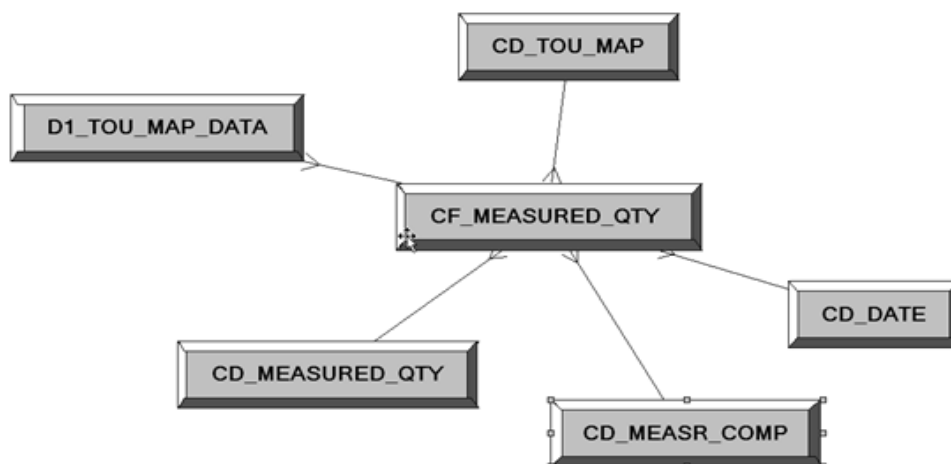 CD_TOU_MAP
D1_TOU_MAP_DATA
CF_MEASURED_QTY
CD_DATE
CD_MEASURED_QTY
CD_MEASR_COMP